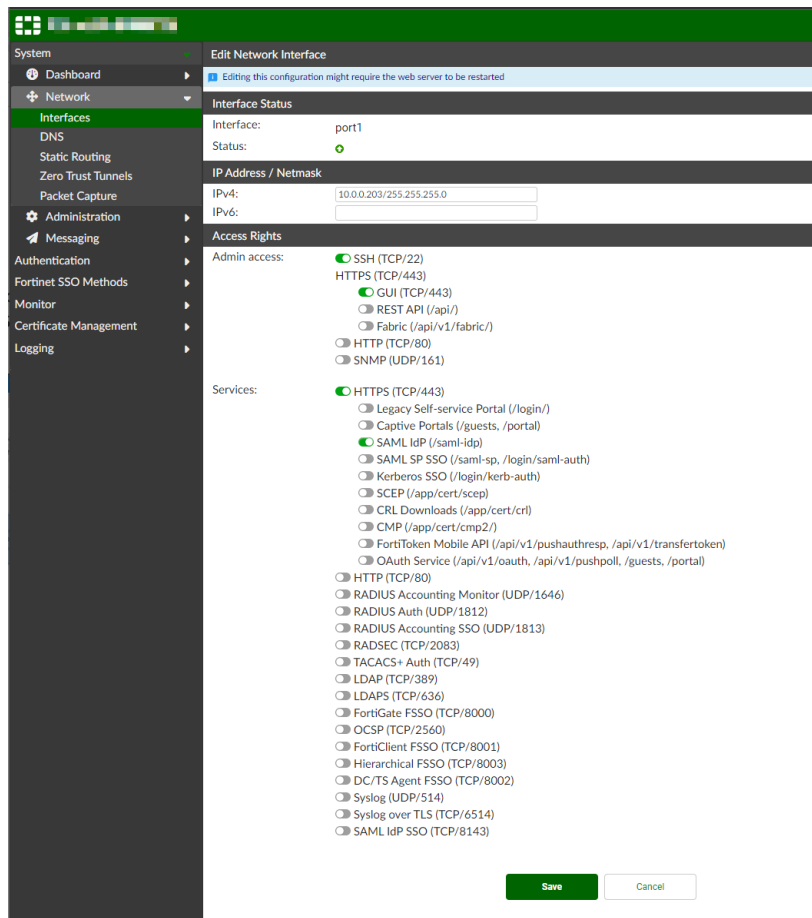 System
Dashboard
Network
Interfaces
DNS
Static Routing
Zero Trust Tunnels
Packet Capture
Administration
Messaging
Authentication
Fortinet SSO Methods
Monitor
Certificate Management
Logging
Edit Network Interface
Editing this configuration might require the web server to be restarted
Interface Status
Interface: port1
Status:
IP Address / Netmask
IPv4: 10.0.0.203/255.255.255.0
IPv6:
Access Rights
Admin access: SSH (TCP/22)
HTTPS (TCP/443)
GUI (TCP/443)
REST API (/api/)
Fabric (/api/v1/fabric/)
HTTP (TCP/80)
SNMP (UDP/161)
Services: HTTPS (TCP/443)
Legacy Self-service Portal (/login/)
Captive Portals (/guests, /portal)
SAML IdP (/saml-idp)
SAML SP SSO (/saml-sp, /login/saml-auth)
Kerberos SSO (/login/kerb-auth)
SCEP (/app/cert/scep)
CRL Downloads (/app/cert/crl)
CMP (/app/cert/cmp2/)
FortiToken Mobile API (/api/v1/pushauthresp, /api/v1/transfertoken)
OAuth Service (/api/v1/oauth, /api/v1/pushpoll, /guests, /portal)
HTTP (TCP/80)
RADIUS Accounting Monitor (UDP/1646)
RADIUS Auth (UDP/1812)
RADIUS Accounting SSO (UDP/1813)
RADSEC (TCP/2083)
TACACS+ Auth (TCP/49)
LDAP (TCP/389)
LDAPS (TCP/636)
FortiGate FSSO (TCP/8000)
OCSP (TCP/2560)
FortiClient FSSO (TCP/8001)
Hierarchical FSSO (TCP/8003)
DC/TS Agent FSSO (TCP/8002)
Syslog (UDP/514)
Syslog over TLS (TCP/6514)
SAML IdP SSO (TCP/8143)
Save Cancel